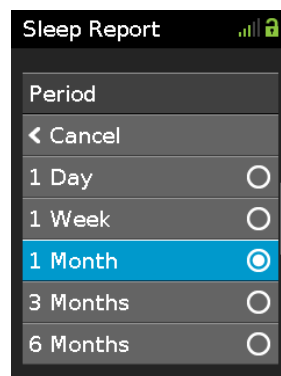 Sleep Report
Period
Cancel
1 Day
1 Week
1 Month
3 Months
6 Months